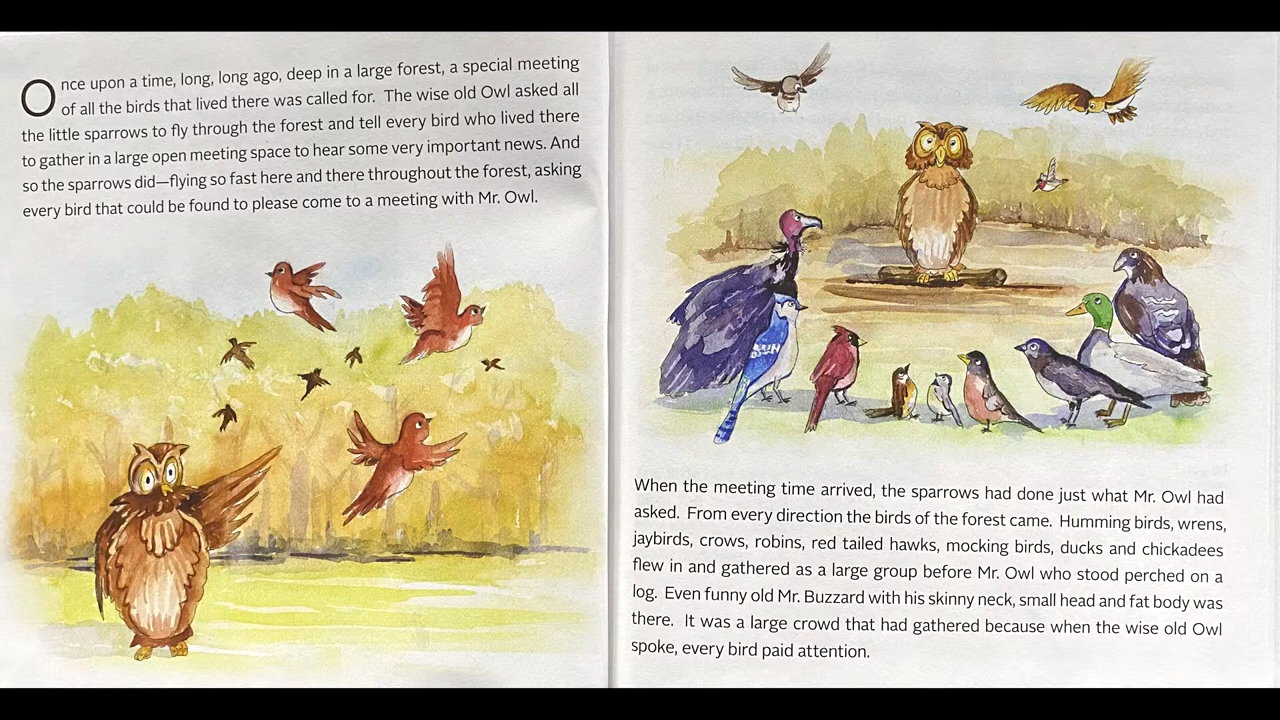 Once upon a time, long, long ago, deep in a large forest, a special meeting
of all the birds that lived there was called for. The wise old Owl asked all
the little sparrows to fly through the forest and tell every bird who lived there
to gather in a large open meeting space to hear some very important news. And
so the sparrows did—flying so fast here and there throughout the forest, asking
every bird that could be found to please come to a meeting with Mr. Owl.
When the meeting time arrived, the sparrows had done just what Mr. Owl had
asked. From every direction the birds of the forest came. Humming birds, wrens,
jaybirds, crows, robins, red tailed hawks, mocking birds, ducks and chickadees
flew in and gathered as a large group before Mr. Owl who stood perched on a
log. Even funny old Mr. Buzzard with his skinny neck, small head and fat body was
there. It was a large crowd that had gathered because when the wise old Owl
spoke, every bird paid attention.